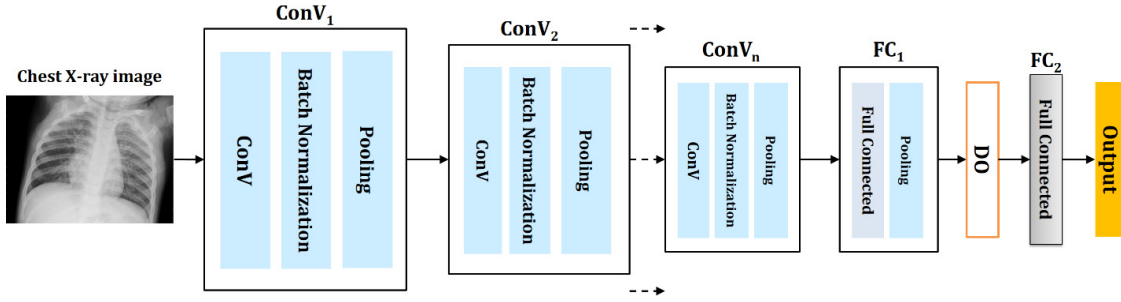 Chest X-ray image
ConV1
ConV
Batch Normalization
Pooling
ConV2
ConV
Batch Normalization
Pooling
ConVn
ConV
Batch Normalization
Pooling
FC1
Full Connected
Pooling
DO
FC2
Full Connected
Output